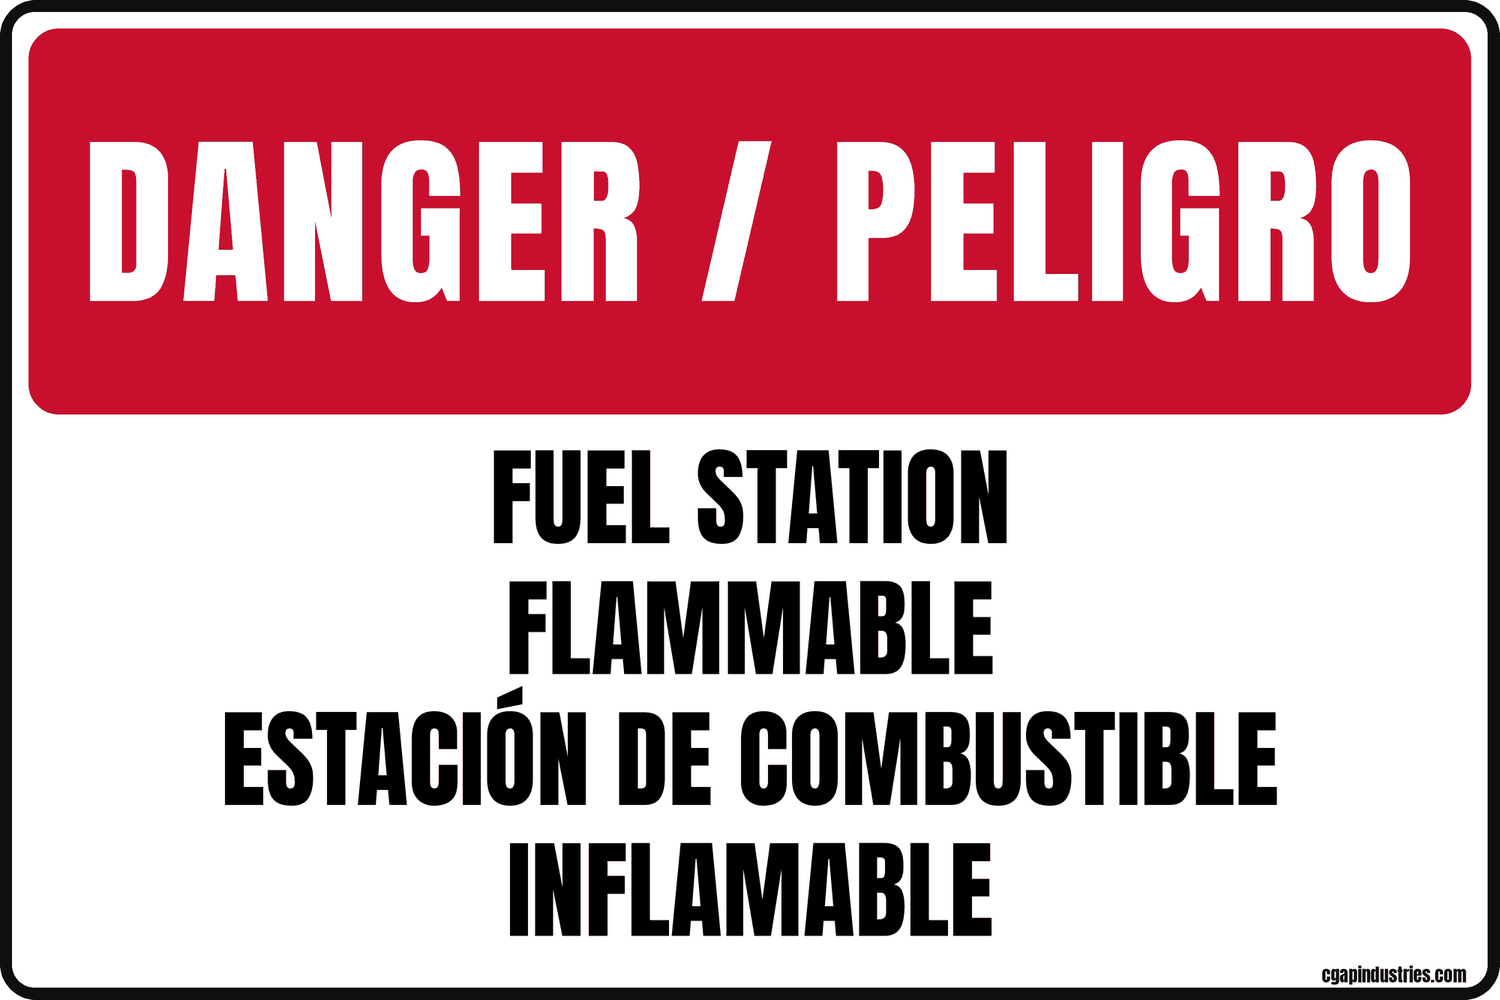 DANGER / PELIGRO
FUEL STATION
FLAMMABLE
ESTACIÓN DE COMBUSTIBLE
INFLAMABLE
cgapindustries.com